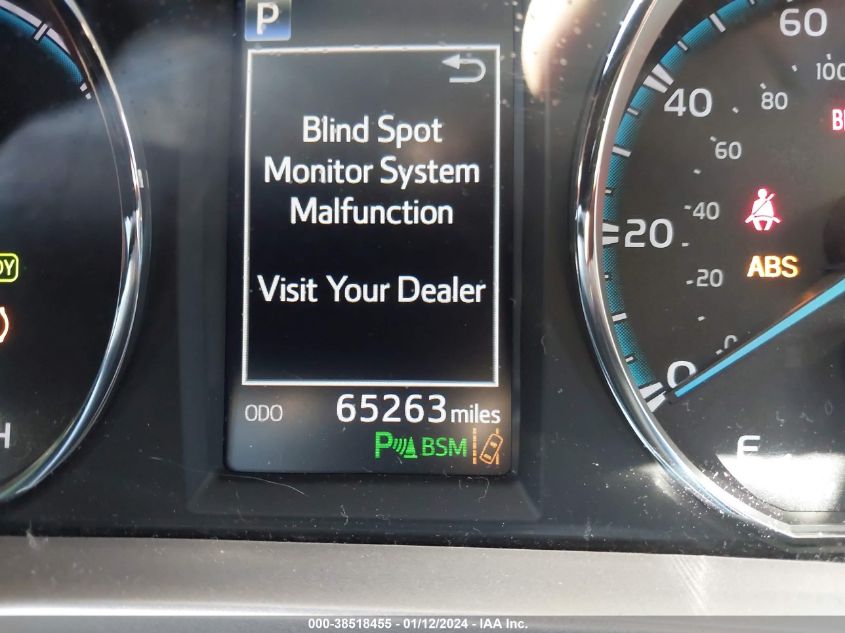 P
Blind Spot
Monitor System
Malfunction
Visit Your Dealer
ODO 65263 miles
P BSM
60
100
40
80
60
20
40
20
0
0
ABS
E
H
000-38518455 - 01/12/2024 - IAA Inc.